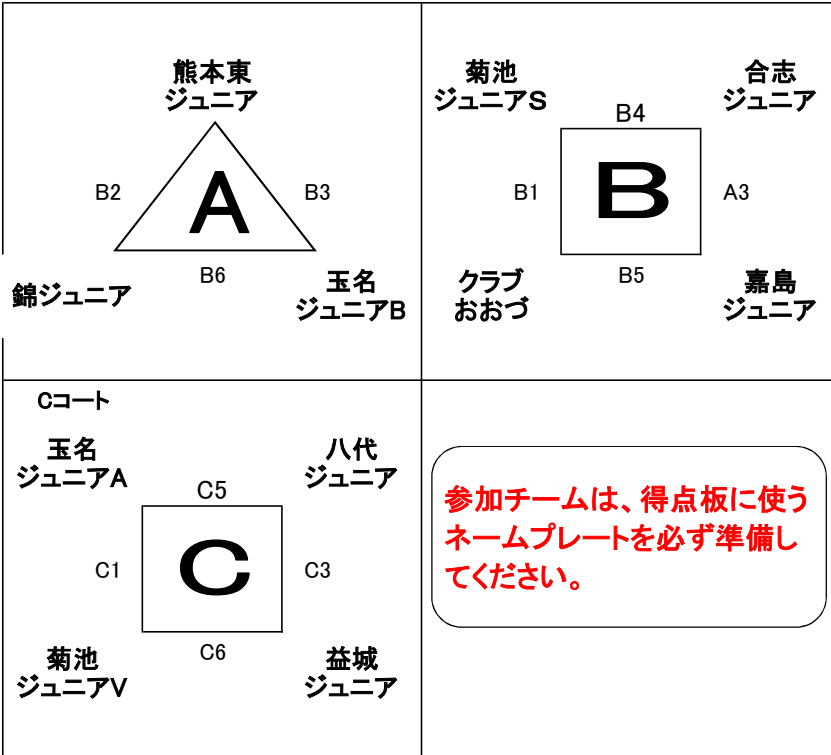 熊本東
ジュニア
B2
A
B3
錦ジュニア
B6
玉名
ジュニアB
菊池
ジュニアS
合志
ジュニア
B4
B1
B
A3
クラブ
おおづ
B5
嘉島
ジュニア
Cコート
玉名
ジュニアA
八代
ジュニア
C5
C1
C
C3
菊池
ジュニアV
C6
益城
ジュニア
参加チームは、得点板に使う
ネームプレートを必ず準備し
てください。